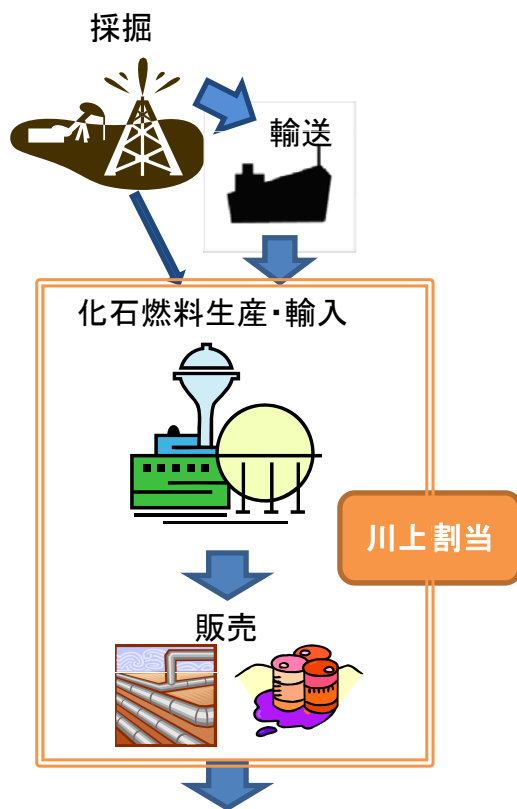 採掘
輸送
化石燃料生産・輸入
川上割当
販売